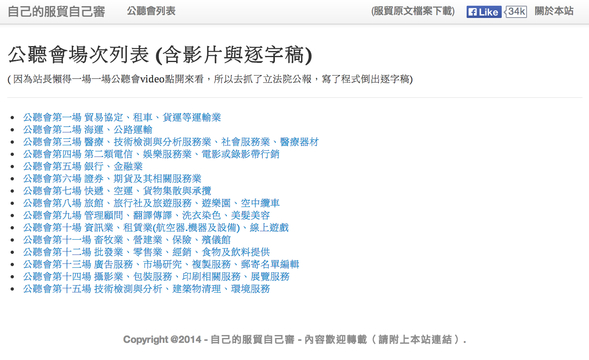 自己的服貿自己審 公聽會列表 (服貿原文檔案下載) Like 34k 關於本站
公聽會場次列表 (含影片與逐字稿)
( 因為站長懶得一場一場公聽會video點開來看，所以去抓了立法院公報，寫了程式倒出逐字稿)
公聽會第一場 貿易協定、租車、貨運等運輸業
公聽會第二場 海運、公路運輸
公聽會第三場 醫療、技術檢測與分析服務業、社會服務業、醫療器材
公聽會第四場 第二類電信、娛樂服務業、電影或錄影帶行銷
公聽會第五場 銀行、金融業
公聽會第六場 證券、期貨及其相關服務業
公聽會第七場 快遞、空運、貨物集散與承攬
公聽會第八場 旅館、旅行社及旅遊服務、遊樂園、空中纜車
公聽會第九場 管理顧問、翻譯傳譯、洗衣染色、美髮美容
公聽會第十場 資訊業、租賃業(航空器.機器及設備)、線上遊戲
公聽會第十一場 畜牧業、營建業、保險、殯儀館
公聽會第十二場 批發業、零售業、經銷、食物及飲料提供
公聽會第十三場 廣告服務、市場研究、複製服務、郵寄名單編輯
公聽會第十四場 攝影業、包裝服務、印刷相關服務、展覽服務
公聽會第十五場 技術檢測與分析、建築物清理、環境服務
Copyright @2014 - 自己的服貿自己審 - 內容歡迎轉載（請附上本站連結）.